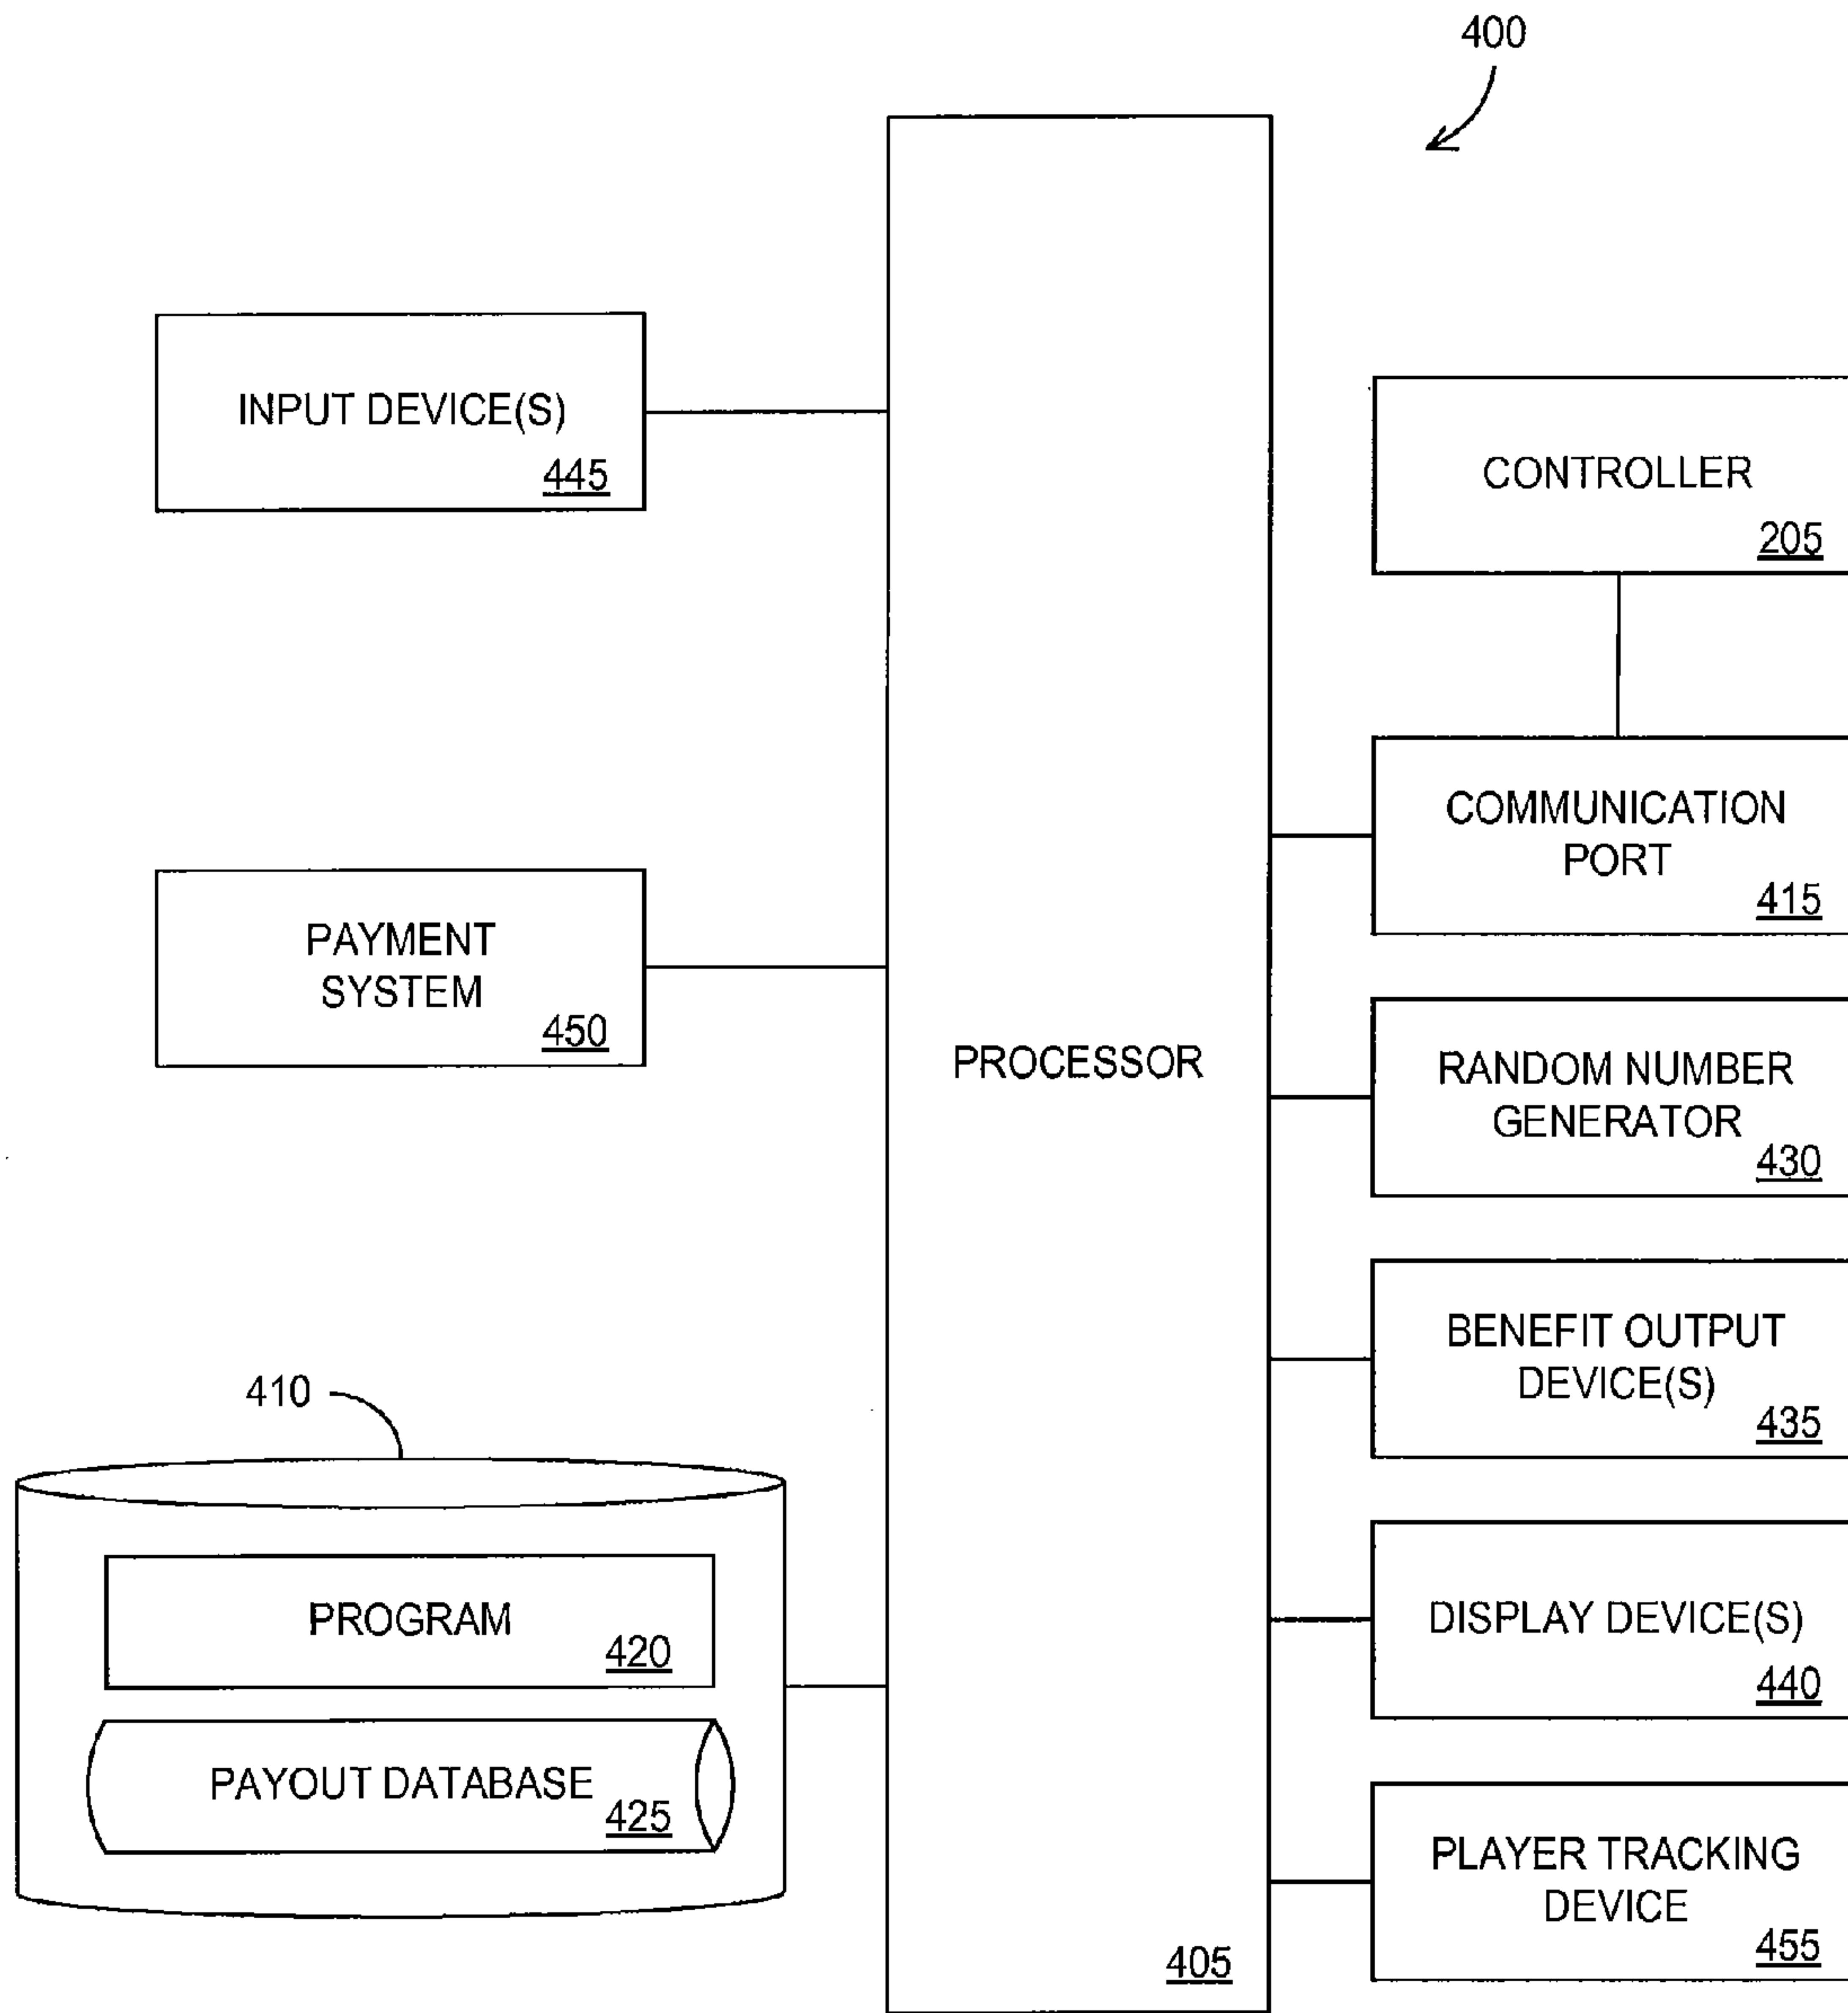 400
INPUT DEVICE(S)
445
CONTROLLER
205
COMMUNICATION
PORT
415
PAYMENT
SYSTEM
450
PROCESSOR
405
RANDOM NUMBER
GENERATOR
430
BENEFIT OUTPUT
DEVICE(S)
435
410
PROGRAM
420
PAYOUT DATABASE
425
DISPLAY DEVICE(S)
440
PLAYER TRACKING
DEVICE
455